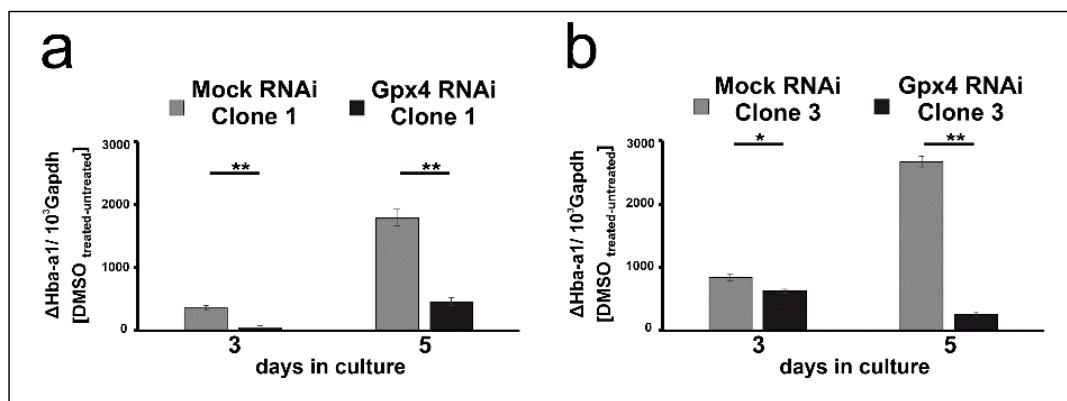 a
Mock RNAi
Clone 1
Gpx4 RNAi
Clone 1
ΔHba-a1/ 10³Gapdh
[DMSO treated-untreated]
3000
2000
1000
0
**
**
3
5
days in culture
b
Mock RNAi
Clone 3
Gpx4 RNAi
Clone 3
ΔHba-a1/ 10³Gapdh
[DMSO treated-untreated]
3000
2000
1000
0
*
**
3
5
days in culture